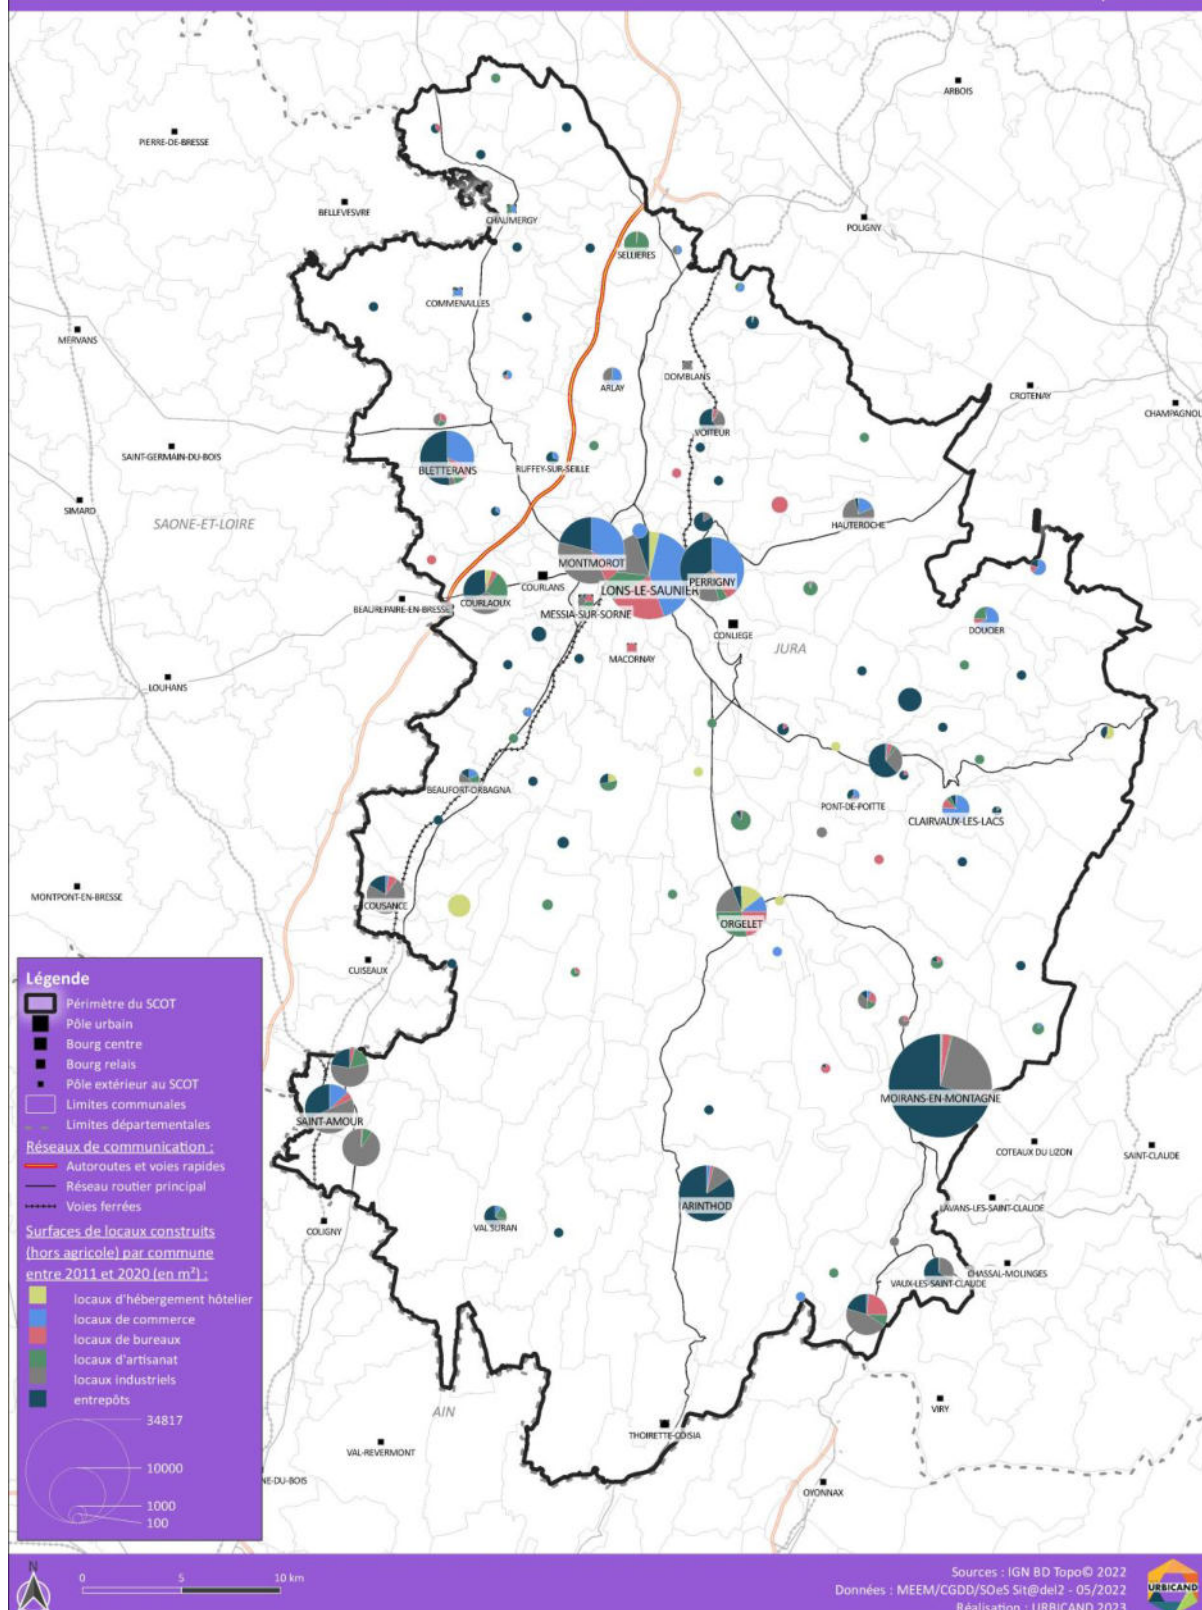 ARBOIS
PIERRE-DE-BRESSE
BELLEVESVRE
CHAUMERGY
POLIGNY
SELLIERES
COMMENAILLES
MERVANS
ARLAY
DOMBLANS
CROTENAY
CHAMPAGNOL
VOITEUR
SAINT-GERMAIN-DU-BOIS
BLETTERANS
RUFFEY-SUR-SEILLE
SIMARD
SAONE-ET-LOIRE
HAUTEROCHE
MONTMOROT
PERRIGNY
LONS-LE-SAUNIER
COURLANS
COURLAOUX
BEAUREPAIRE-EN-BRESSE
MESSIA-SUR-SORNE
DOUCIER
CONLIEGE
JURA
MACORNAY
LOUHANS
BEAUFORT-ORBAGNA
PONT-DE-POITTE
CLAIRVAUX-LES-LACS
MONTPONT-EN-BRESSE
COUSANCE
ORGELET
CUISEAUX
MOIRANS-EN-MONTAGNE
SAINT-AMOUR
COTEAUX DU LIZON
SAINT-CLAUDE
ARINTHOD
LAVANS-LES-SAINT-CLAUDE
COLIGNY
VAL SURAN
CHASSAL-MOLINGES
VAUX-LES-SAINT-CLAUDE
AIN
VIRY
THOIRETTE-COISIA
VAL-REVERMONT
NE-DU-BOIS
OYONNAX
Légende
Périmètre du SCOT
Pôle urbain
Bourg centre
Bourg relais
Pôle extérieur au SCOT
Limites communales
Limites départementales
Réseaux de communication :
Autoroutes et voies rapides
Réseau routier principal
Voies ferrées
Surfaces de locaux construits
(hors agricole) par commune
entre 2011 et 2020 (en m²) :
locaux d'hébergement hôtelier
locaux de commerce
locaux de bureaux
locaux d'artisanat
locaux industriels
entrepôts
34817
10000
1000
100
N
0 5 10 km
Sources : IGN BD Topo© 2022
Données : MEEM/CGDD/SOeS Sit@del2 - 05/2022
Réalisation : URBICAND 2023
URBICAND